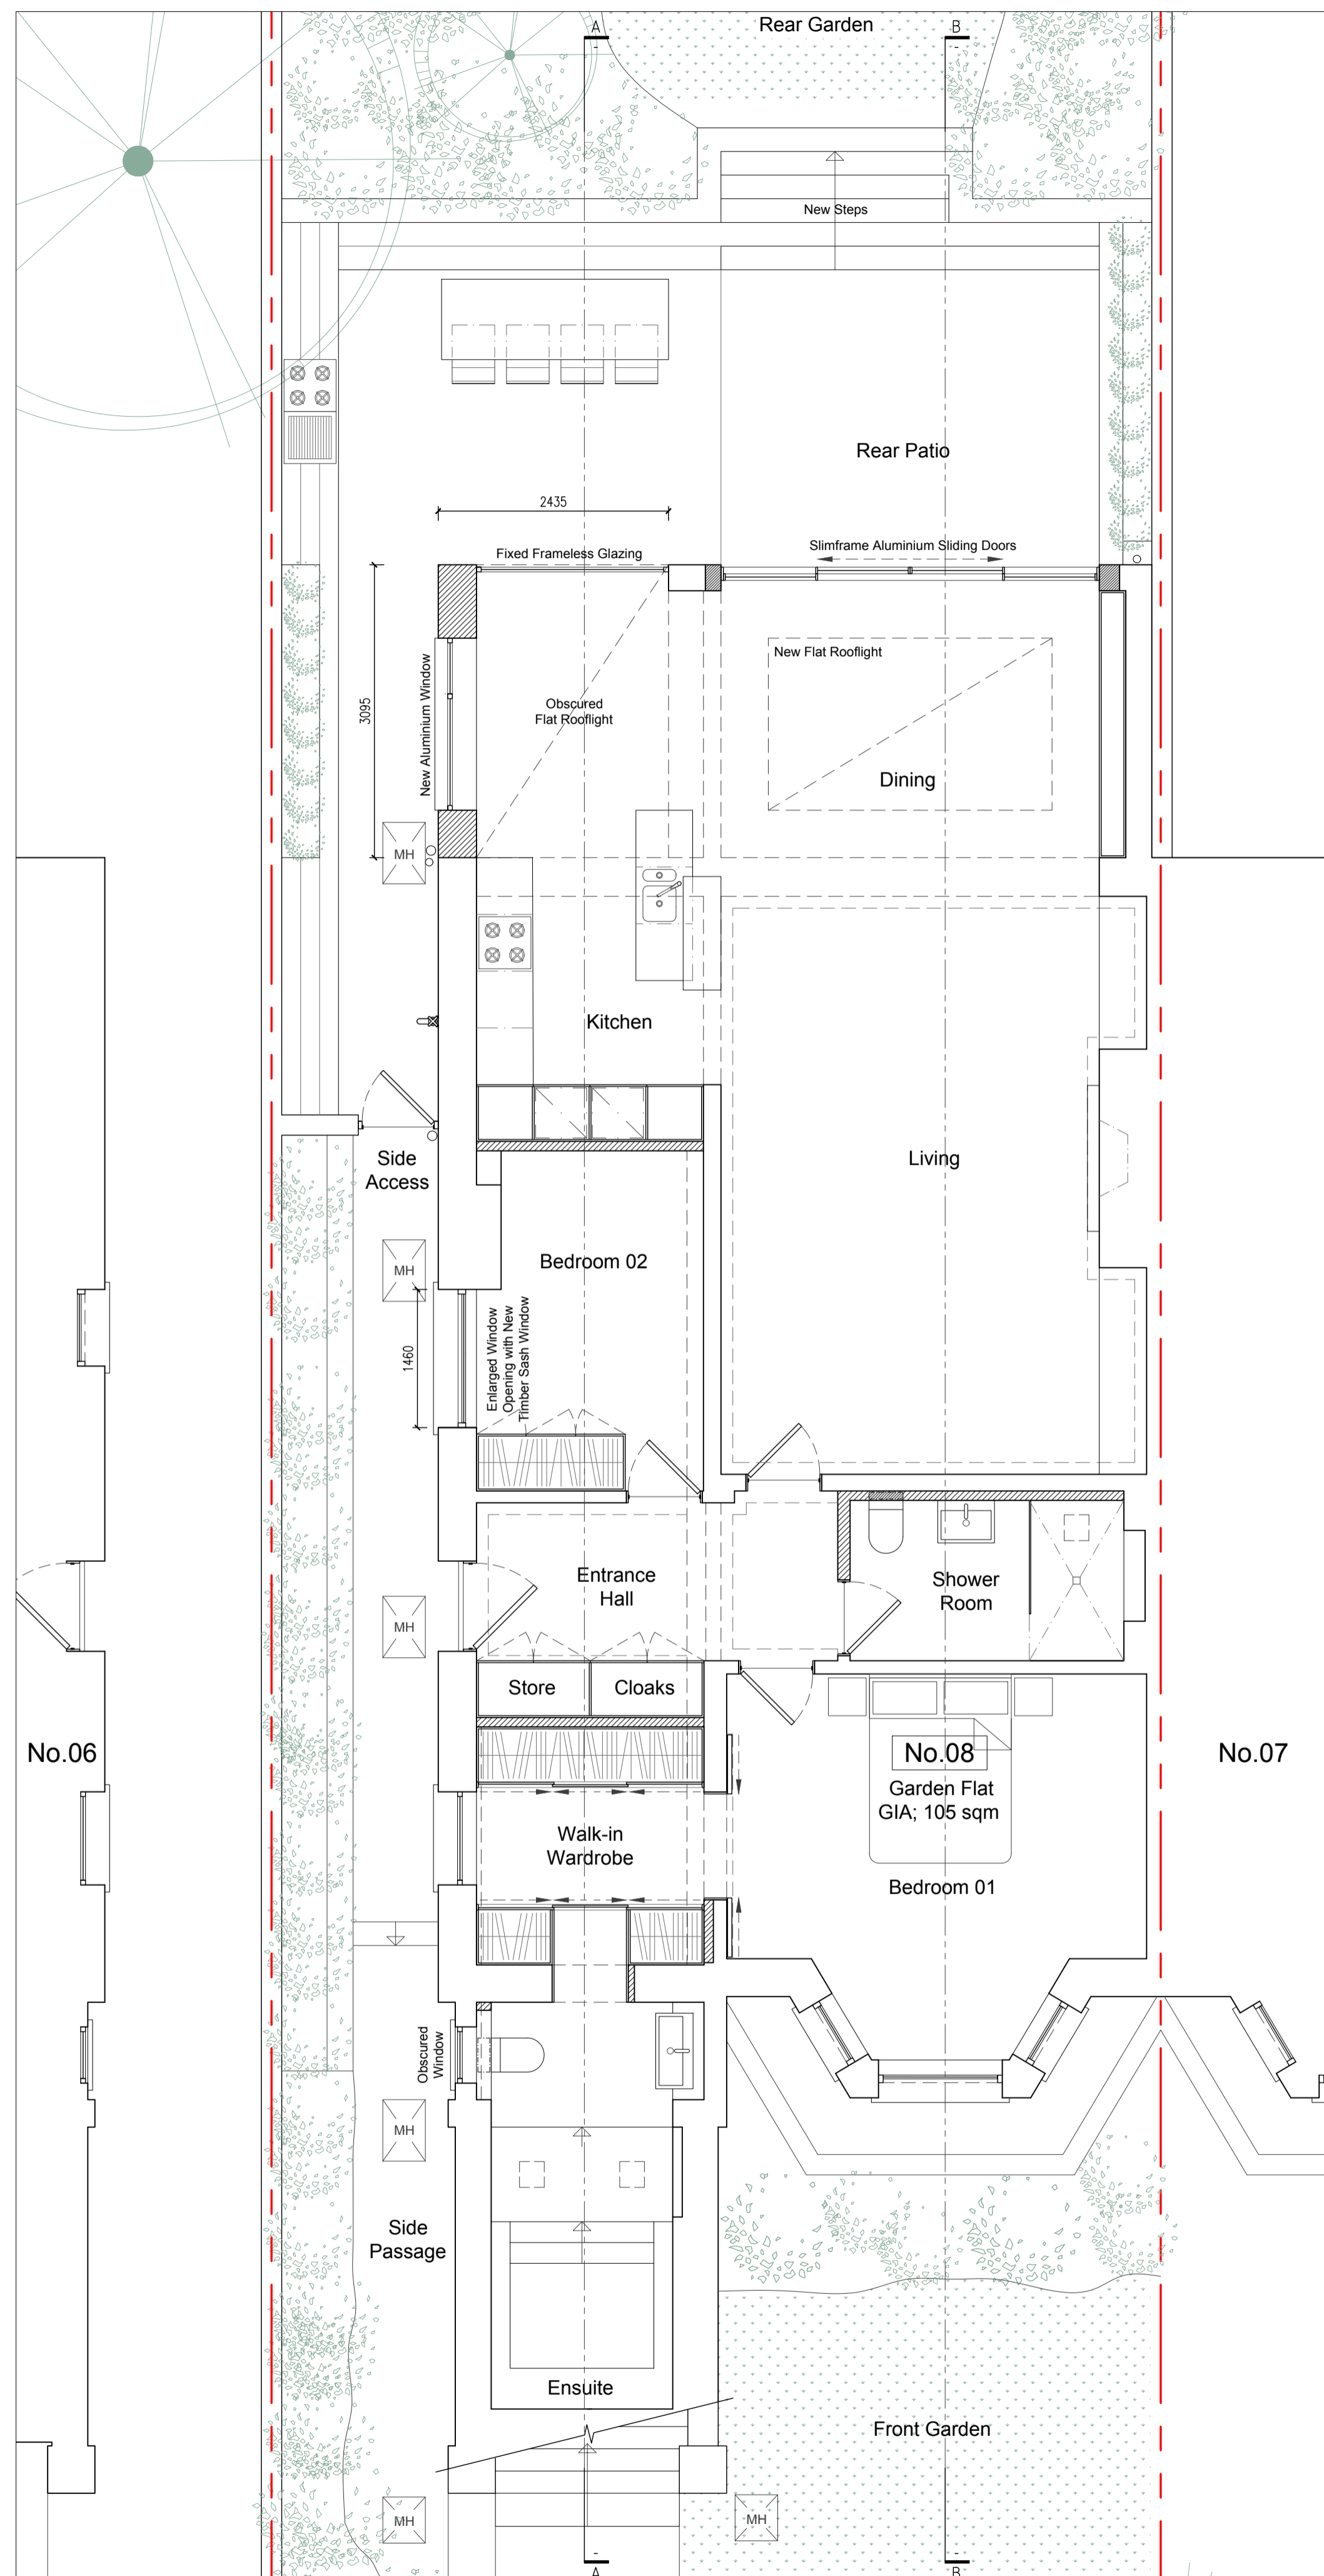 A
-
Rear Garden
B
-
New Steps
Rear Patio
2435
Fixed Frameless Glazing
Slimframe Aluminium Sliding Doors
New Flat Rooflight
3095
New Aluminium Window
Obscured
Flat Rooflight
Dining
MH
Kitchen
Side
Access
Living
MH
Bedroom 02
1460
Enlarged Window
Opening with New
Timber Sash Window
Entrance
Hall
Shower
Room
MH
Store
Cloaks
No.06
No.08
No.07
Garden Flat
GIA; 105 sqm
Walk-in
Wardrobe
Bedroom 01
Obscured
Window
MH
Side
Passage
Ensuite
Front Garden
MH
MH
-
A
-
B